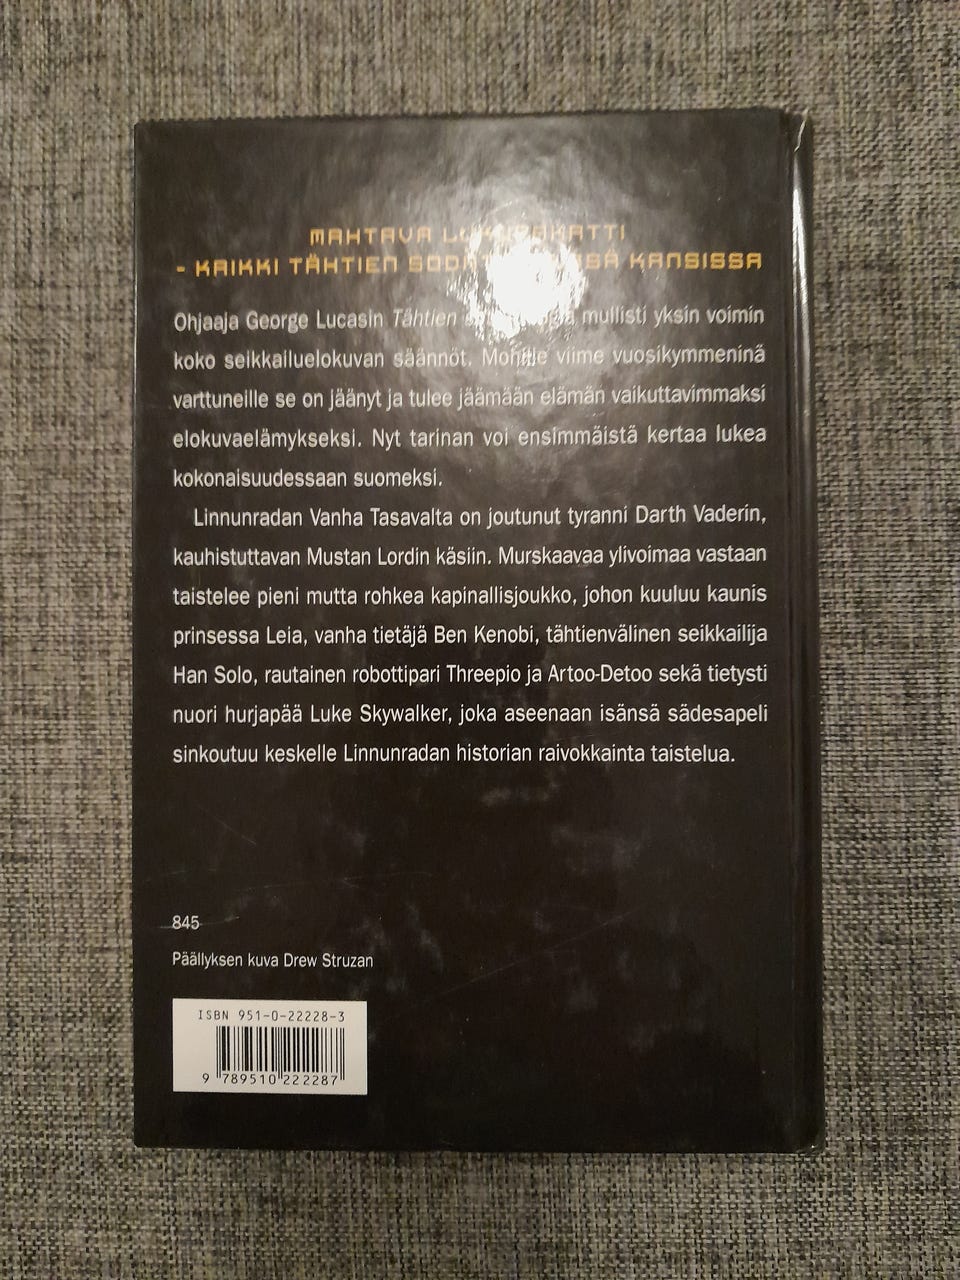 MAHTAVA
- KAIKKI TÄHTIEN KANSISSA
Ohjaaja George Lucasin Tähtien mullisti yksin voimin
koko seikkailuelokuvan säännöt. Monille viime vuosikymmeninä
varttuneille se on jäänyt ja tulee jäämään elämän vaikuttavimmaksi
elokuvaelämykseksi. Nyt tarinan voi ensimmäistä kertaa lukea
kokonaisuudessaan suomeksi.
Linnunradan Vanha Tasavalta on joutunut tyranni Darth Vaderin,
kauhistuttavan Mustan Lordin käsiin. Murskaavaa ylivoimaa vastaan
taistelee pieni mutta rohkea kapinallisjoukko, johon kuuluu kaunis
prinsessa Leia, vanha tietäjä Ben Kenobi, tähtienvälinen seikkailija
Han Solo, rautainen robottipari Threepio ja Artoo-Detoo sekä tietysti
nuori hurjapää Luke Skywalker, joka aseenaan isänsä sädesapeli
sinkoutuu keskelle Linnunradan historian raivokkainta taistelua.
845
Päällyksen kuva Drew Struzan
ISBN 951-0-22228-3
9 789510 222287